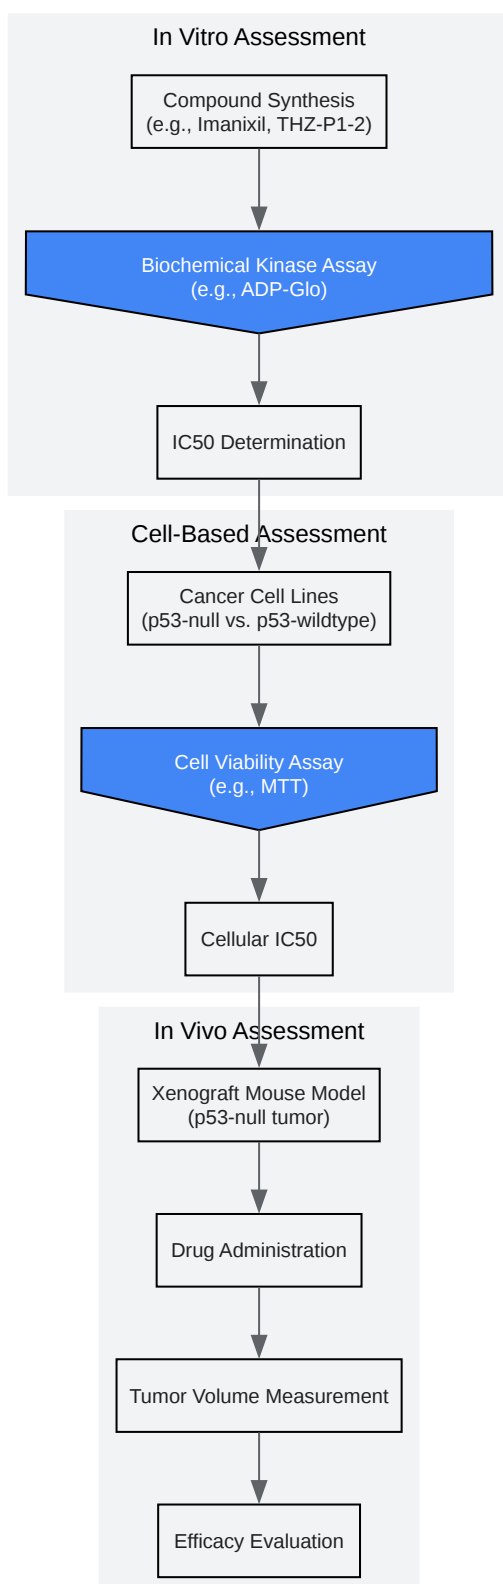 In Vitro Assessment
Compound Synthesis
(e.g., Imanixil, THZ-P1-2)
Biochemical Kinase Assay
(e.g., ADP-Glo)
IC50 Determination
Cell-Based Assessment
Cancer Cell Lines
(p53-null vs. p53-wildtype)
Cell Viability Assay
(e.g., MTT)
Cellular IC50
In Vivo Assessment
Xenograft Mouse Model
(p53-null tumor)
Drug Administration
Tumor Volume Measurement
Efficacy Evaluation